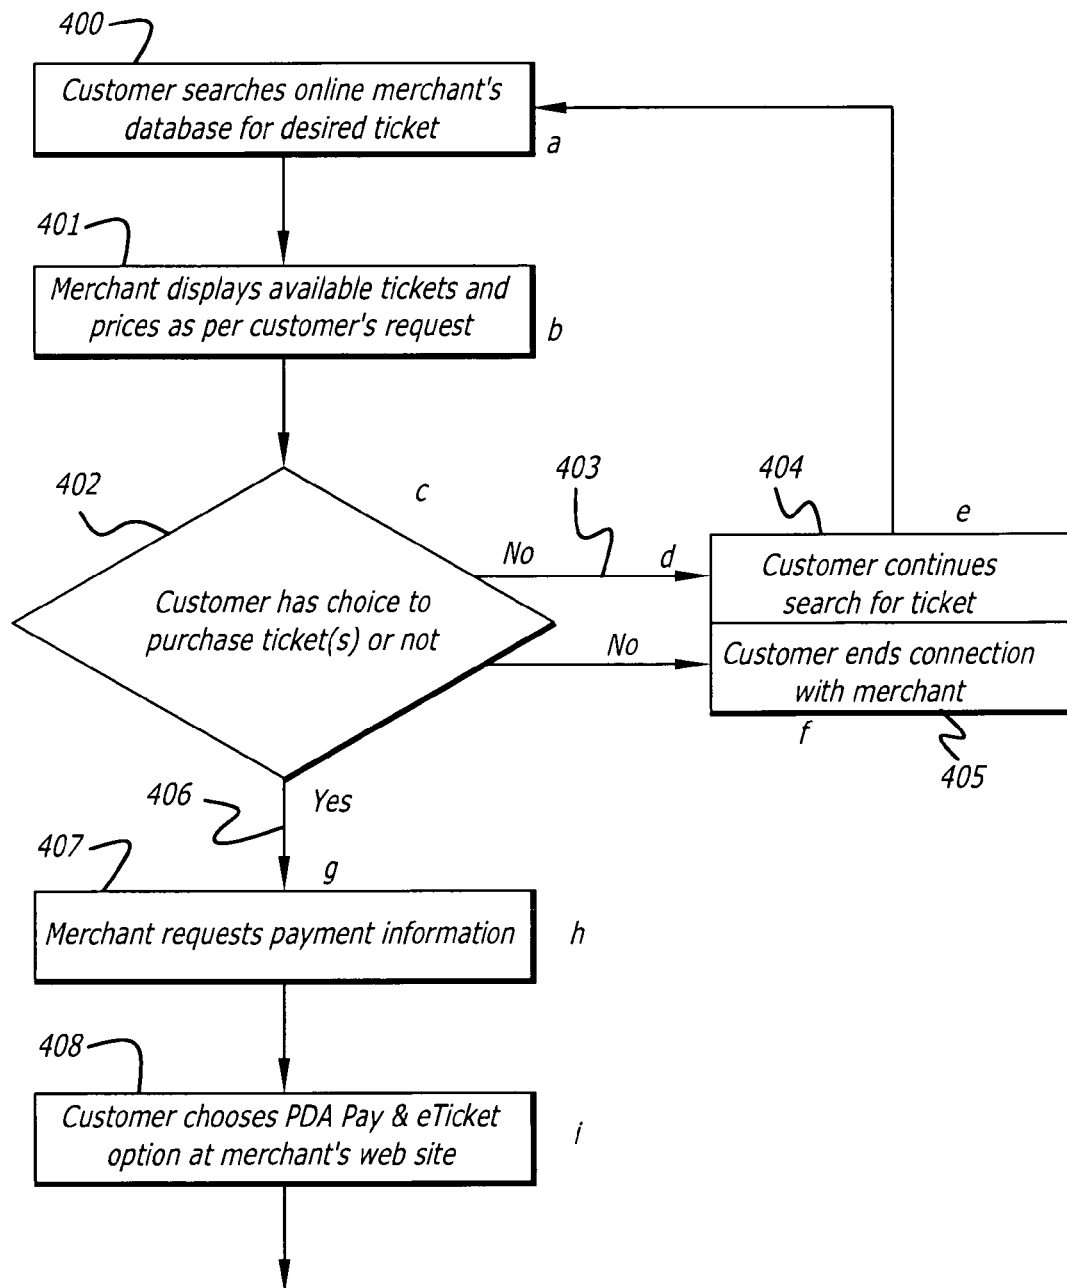 400
Customer searches online merchant's
database for desired ticket
a
401
Merchant displays available tickets and
prices as per customer's request
b
402
c
Customer has choice to
purchase ticket(s) or not
403
No
d
404
e
Customer continues
search for ticket
No
Customer ends connection
with merchant
f
405
406
Yes
g
407
Merchant requests payment information
h
408
Customer chooses PDA Pay & eTicket
option at merchant's web site
i